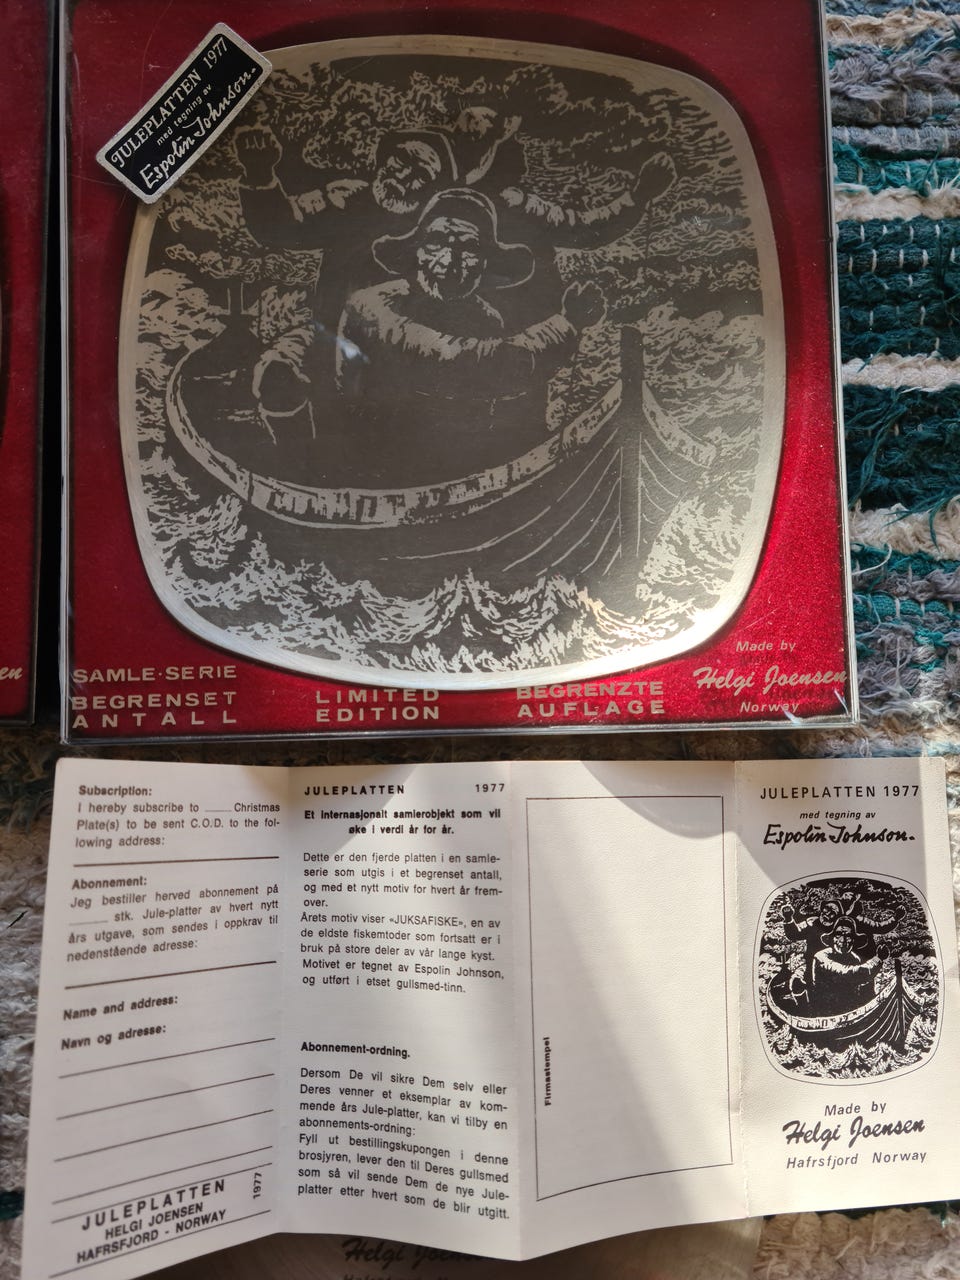 JULEPLATTEN 1977
med tegning av
Espolin Johnson.
en
SAMLE·SERIE
BEGRENSET
ANTALL
LIMITED
EDITION
BEGRENZTE
AUFLAGE
Made by
Helgi Joensen
Norway
Subscription:
I hereby subscribe to ____ Christmas
Plate(s) to be sent C.O.D. to the fol-
lowing address:
Abonnement:
Jeg bestiller herved abonnement på
____ stk. Jule-platter av hvert nytt
års utgave, som sendes i oppkrav til
nedenstående adresse:
Name and address:
Navn og adresse:
JULEPLATTEN
HELGI JOENSEN
HAFRSFJORD - NORWAY
1977
JULEPLATTEN 1977
Et internasjonalt samlerobjekt som vil
øke i verdi år for år.
Dette er den fjerde platten i en samle-
serie som utgis i et begrenset antall,
og med et nytt motiv for hvert år frem-
over.
Årets motiv viser «JUKSAFISKE», en av
de eldste fiskemtoder som fortsatt er i
bruk på store deler av vår lange kyst.
Motivet er tegnet av Espolin Johnson,
og utført i etset gullsmed-tinn.
Abonnement-ordning.
Dersom De vil sikre Dem selv eller
Deres venner et eksemplar av kom-
mende års Jule-platter, kan vi tilby en
abonnements-ordning:
Fyll ut bestillingskupongen i denne
brosjyren, lever den til Deres gullsmed
som så vil sende Dem de nye Jule-
platter etter hvert som de blir utgitt.
Firmastempel
JULEPLATTEN 1977
med tegning av
Espolin Johnson.
Made by
Helgi Joensen
Hafrsfjord Norway
Helgi Joensen